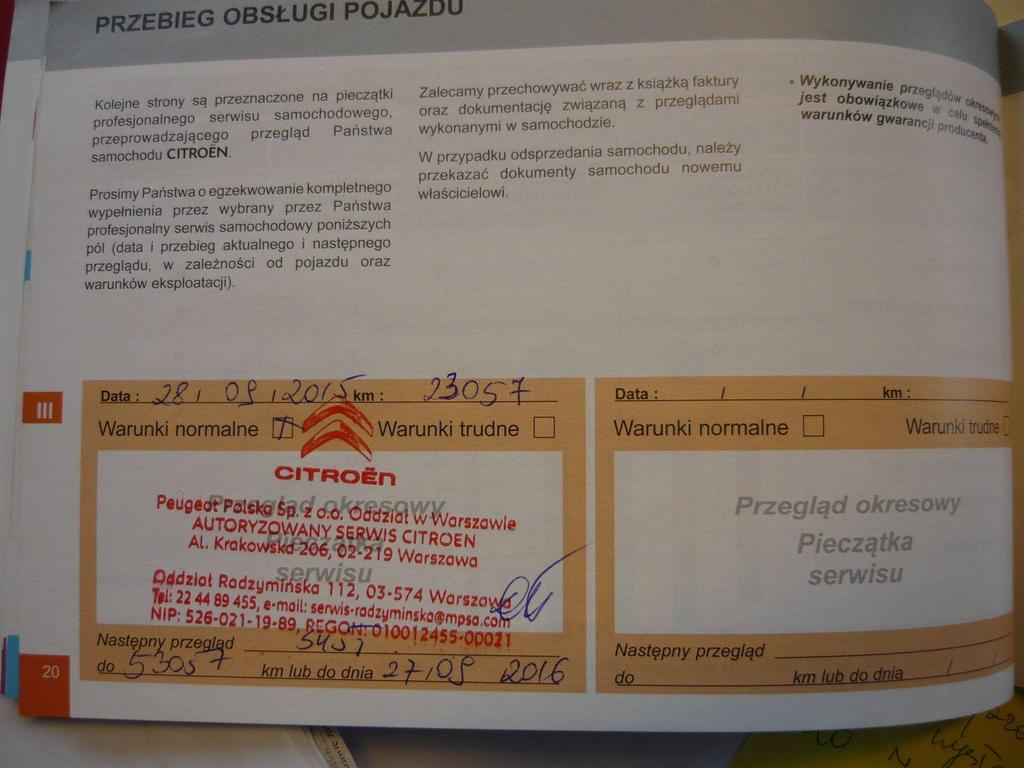 PRZEBIEG OBSŁUGI POJAZDU
Kolejne strony są przeznaczone na pieczątki
profesjonalnego serwisu samochodowego,
przeprowadzającego przegląd Państwa
samochodu CITROËN.
Prosimy Państwa o egzekwowanie kompletnego
wypełnienia przez wybrany przez Państwa
profesjonalny serwis samochodowy poniższych
pól (data i przebieg aktualnego i następnego
przeglądu, w zależności od pojazdu oraz
warunków eksploatacji).
Zalecamy przechowywać wraz z książką faktury
oraz dokumentację związaną z przeglądami
wykonanymi w samochodzie.
W przypadku odsprzedania samochodu, należy
przekazać dokumenty samochodu nowemu
właścicielowi.
• Wykonywanie przeglądów okresowych
jest obowiązkowe w celu spełnienia
warunków gwarancji producenta.
III
Data : 28 / 09 / 2015 km : 23057
Warunki normalne Warunki trudne
CITROËN
Przegląd okresowy
Pieczątka
serwisu
Peugeot Polska Sp. z o.o. Oddział w Warszawie
AUTORYZOWANY SERWIS CITROEN
Al. Krakowska 206, 02-219 Warszawa
Oddział Radzymińska 112, 03-574 Warszawa
Tel: 22 44 89 455, e-mail: serwis-radzyminska@mpsa.com
NIP: 526-021-19-89, REGON: 010012455-00021
Następny przegląd
do 53057 km lub do dnia 27/09 2016
Data : / / km :
Warunki normalne Warunki trudne
Przegląd okresowy
Pieczątka
serwisu
Następny przegląd
do km lub do dnia / /
20